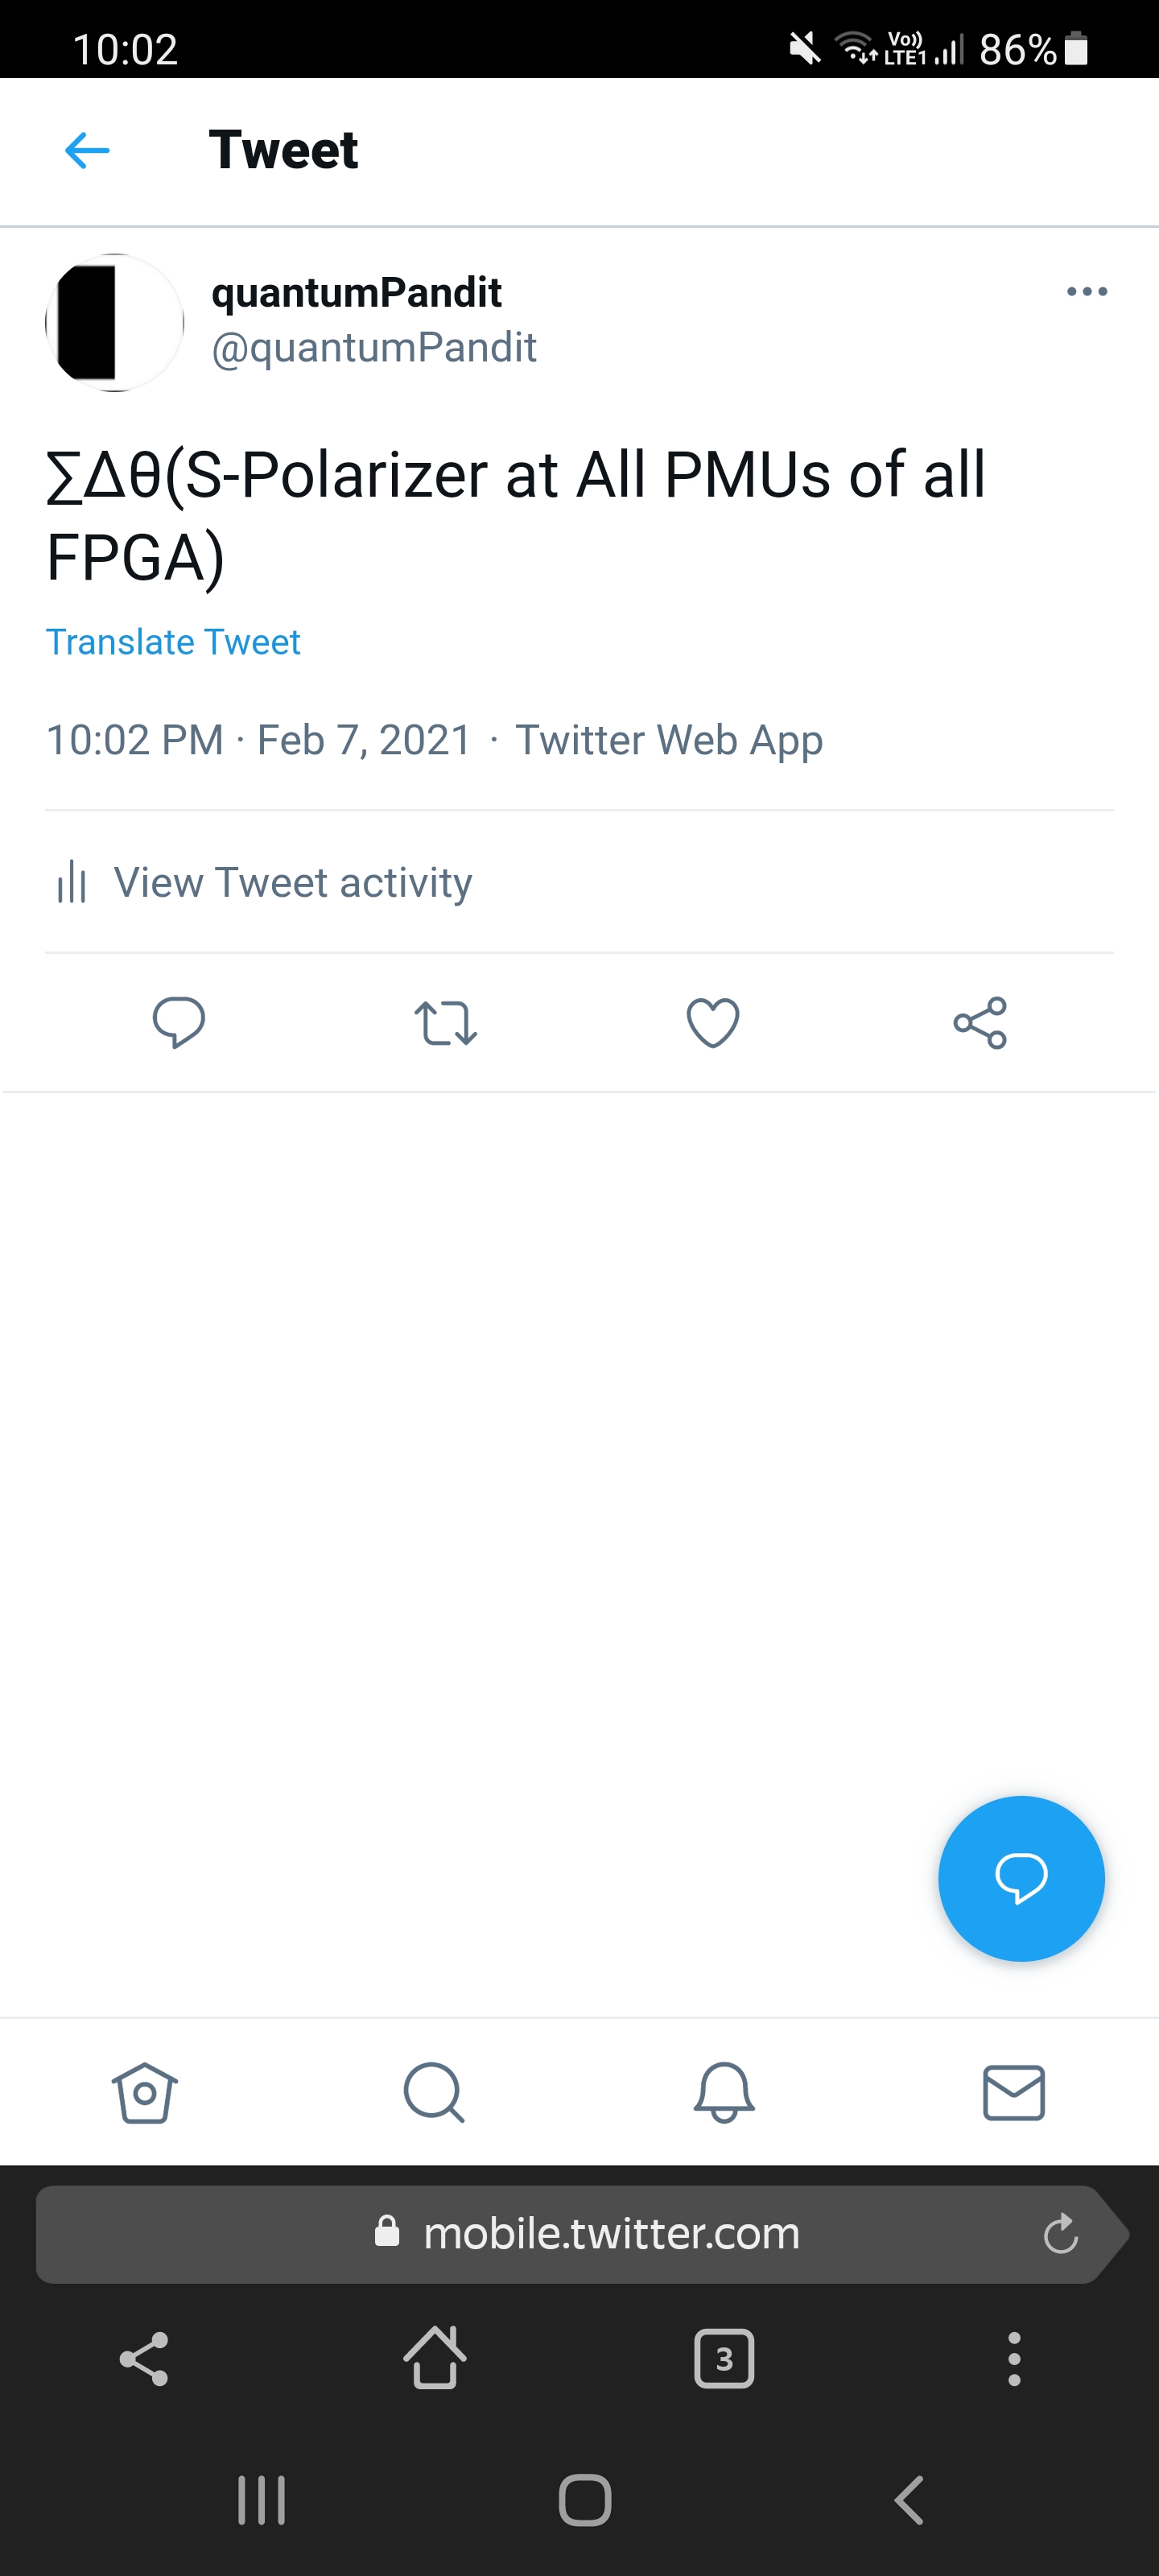 10:02 Vo)) LTE1 86%
Tweet
quantumPandit
@quantumPandit
∑Δθ(S-Polarizer at All PMUs of all
FPGA)
Translate Tweet
10:02 PM · Feb 7, 2021 · Twitter Web App
View Tweet activity
mobile.twitter.com
3